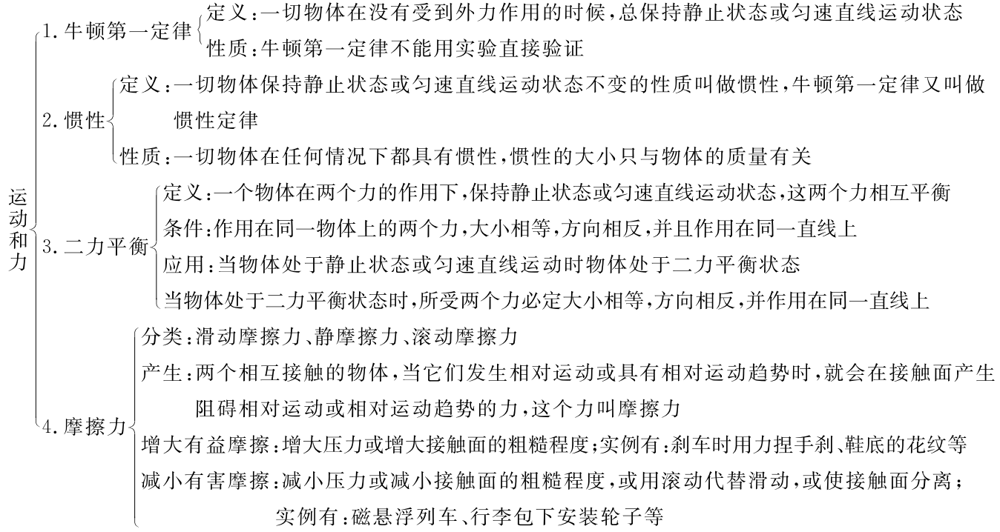 运动和力
1. 牛顿第一定律
定义:一切物体在没有受到外力作用的时候,总保持静止状态或匀速直线运动状态
性质:牛顿第一定律不能用实验直接验证
2. 惯性
定义:一切物体保持静止状态或匀速直线运动状态不变的性质叫做惯性,牛顿第一定律又叫做
惯性定律
性质:一切物体在任何情况下都具有惯性,惯性的大小只与物体的质量有关
3. 二力平衡
定义:一个物体在两个力的作用下,保持静止状态或匀速直线运动状态,这两个力相互平衡
条件:作用在同一物体上的两个力,大小相等,方向相反,并且作用在同一直线上
应用:当物体处于静止状态或匀速直线运动时物体处于二力平衡状态
当物体处于二力平衡状态时,所受两个力必定大小相等,方向相反,并作用在同一直线上
4. 摩擦力
分类:滑动摩擦力、静摩擦力、滚动摩擦力
产生:两个相互接触的物体,当它们发生相对运动或具有相对运动趋势时,就会在接触面产生
阻碍相对运动或相对运动趋势的力,这个力叫摩擦力
增大有益摩擦:增大压力或增大接触面的粗糙程度;实例有:刹车时用力捏手刹、鞋底的花纹等
减小有害摩擦:减小压力或减小接触面的粗糙程度,或用滚动代替滑动,或使接触面分离;
实例有:磁悬浮列车、行李包下安装轮子等